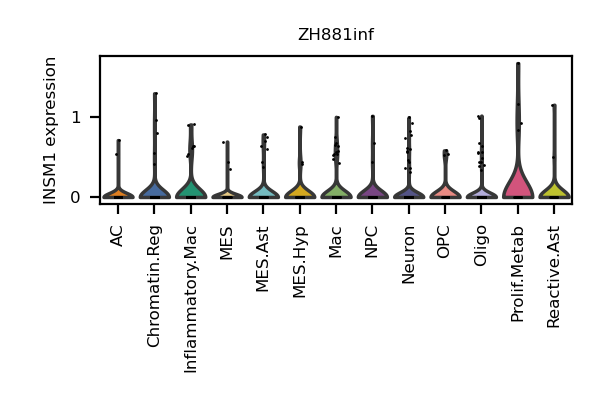 ZH881inf
INSM1 expression
1
0
AC
Chromatin.Reg
Inflammatory.Mac
MES
MES.Ast
MES.Hyp
Mac
NPC
Neuron
OPC
Oligo
Prolif.Metab
Reactive.Ast